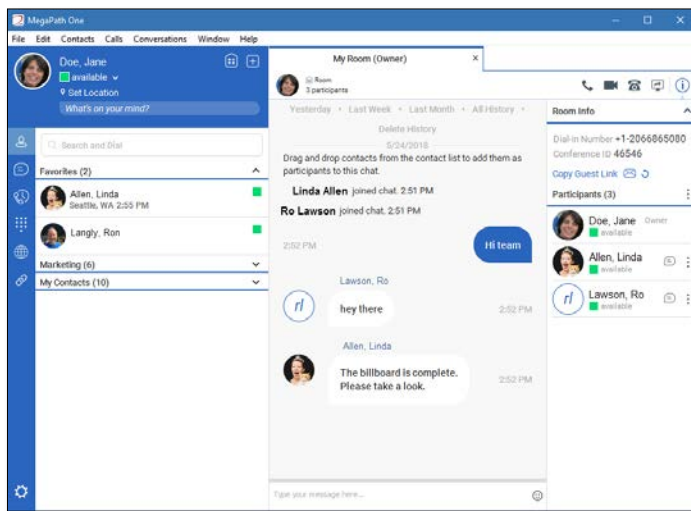 MegaPath One
File Edit Contacts Calls Conversations Window Help
Doe, Jane
available
Set Location
What's on your mind?
Search and Dial
Favorites (2)
Allen, Linda
Seattle, WA 2:55 PM
Langly, Ron
Marketing (6)
My Contacts (10)
My Room (Owner)
Room
3 participants
Yesterday • Last Week • Last Month • All History •
Delete History
5/24/2018
Drag and drop contacts from the contact list to add them as
participants to this chat.
Linda Allen joined chat. 2:51 PM
Ro Lawson joined chat. 2:51 PM
2:52 PM
Hi team
Lawson, Ro
rl
hey there
2:52 PM
Allen, Linda
The billboard is complete.
Please take a look.
2:52 PM
Type your message here...
Room Info
Dial-in Number +1-2066865080
Conference ID 46546
Copy Guest Link
Participants (3)
Doe, Jane Owner
available
Allen, Linda
available
rl
Lawson, Ro
available